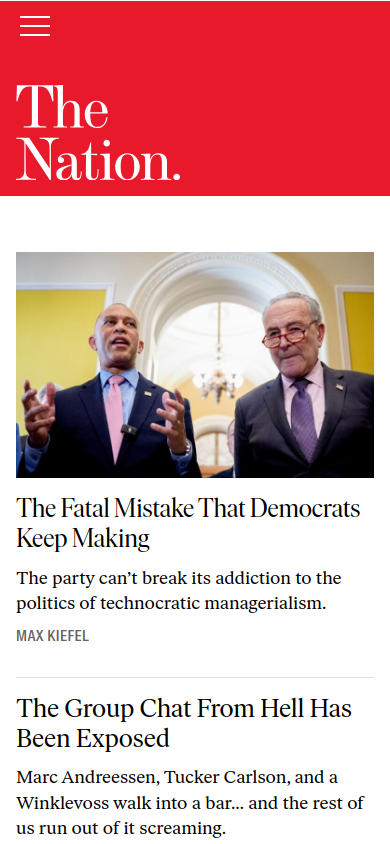 The
Nation.
The Fatal Mistake That Democrats
Keep Making
The party can’t break its addiction to the
politics of technocratic managerialism.
MAX KIEFEL
The Group Chat From Hell Has
Been Exposed
Marc Andreessen, Tucker Carlson, and a
Winklevoss walk into a bar… and the rest of
us run out of it screaming.